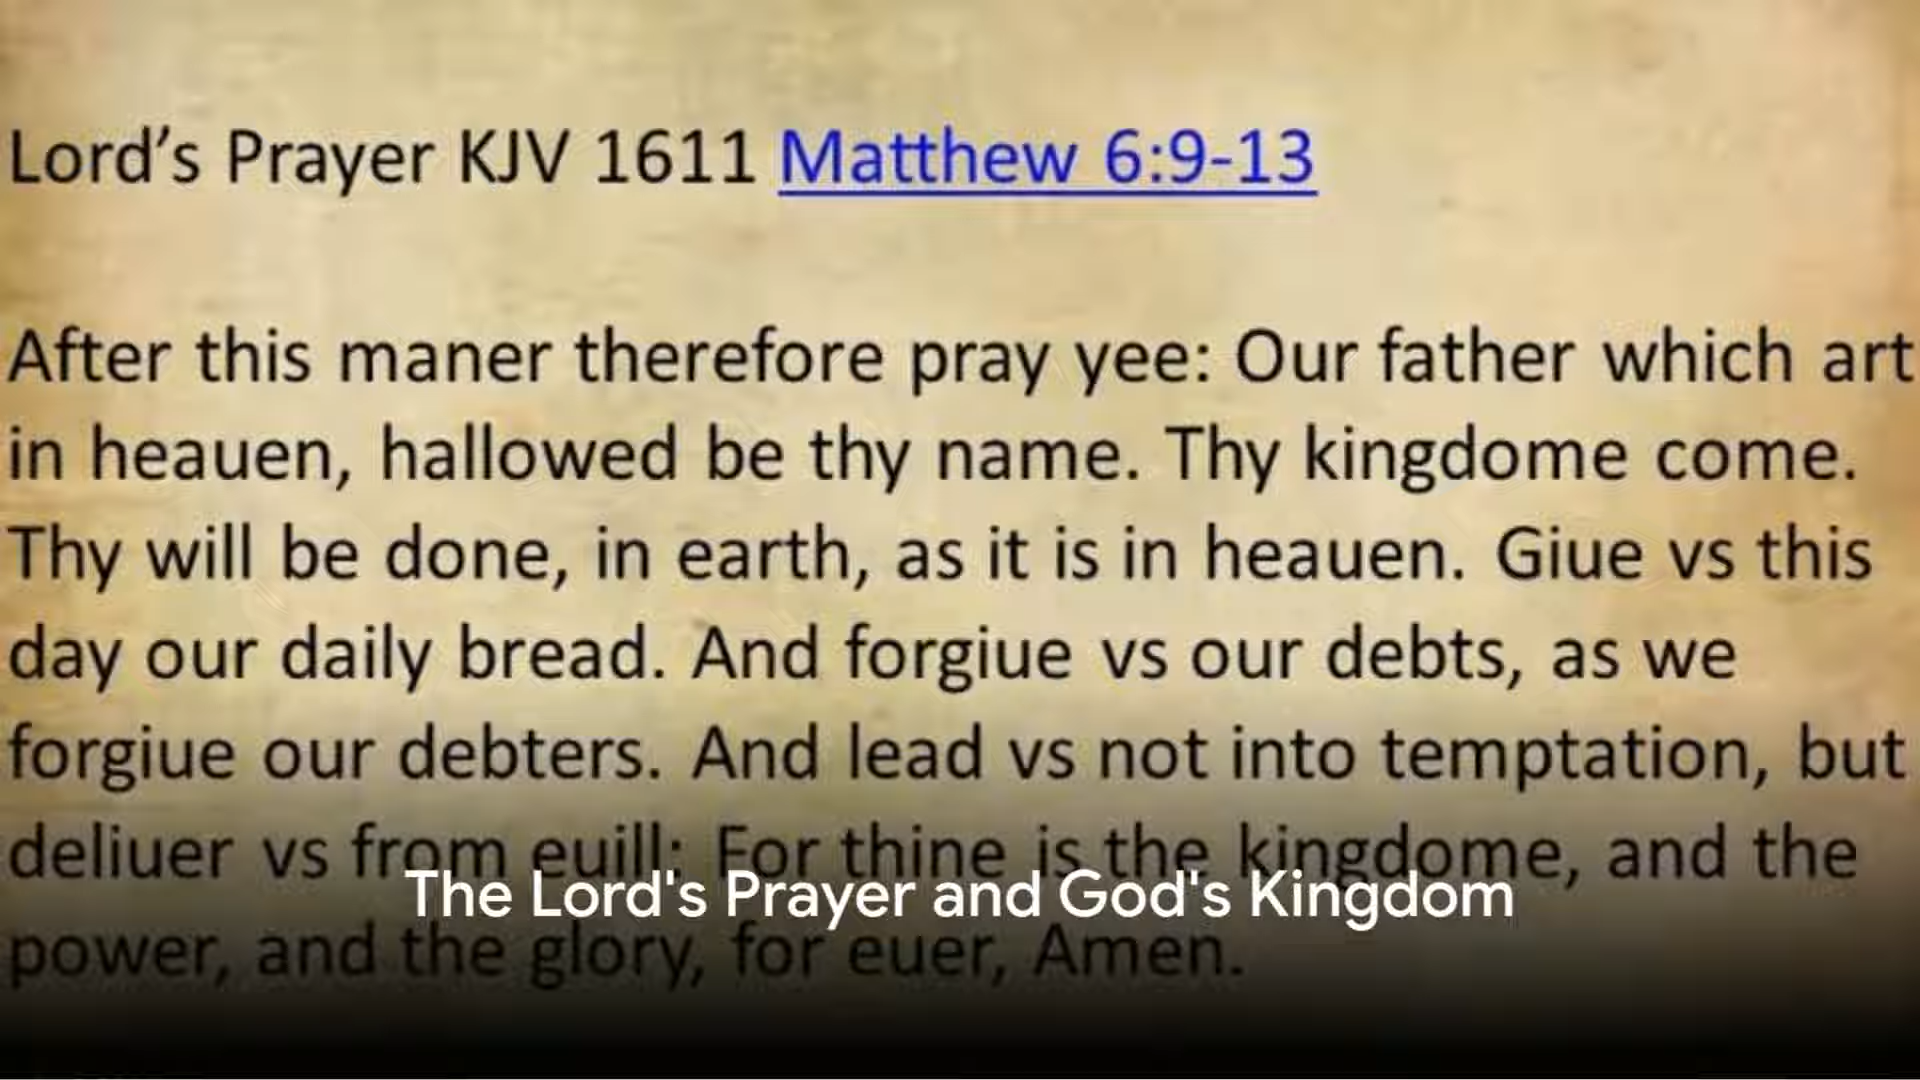 Lord’s Prayer KJV 1611 Matthew 6:9-13
After this maner therefore pray yee: Our father which art
in heauen, hallowed be thy name. Thy kingdome come.
Thy will be done, in earth, as it is in heauen. Giue vs this
day our daily bread. And forgiue vs our debts, as we
forgiue our debters. And lead vs not into temptation, but
deliuer vs from euill: For thine is the kingdome, and the
The Lord's Prayer and God's Kingdom
power, and the glory, for euer, Amen.